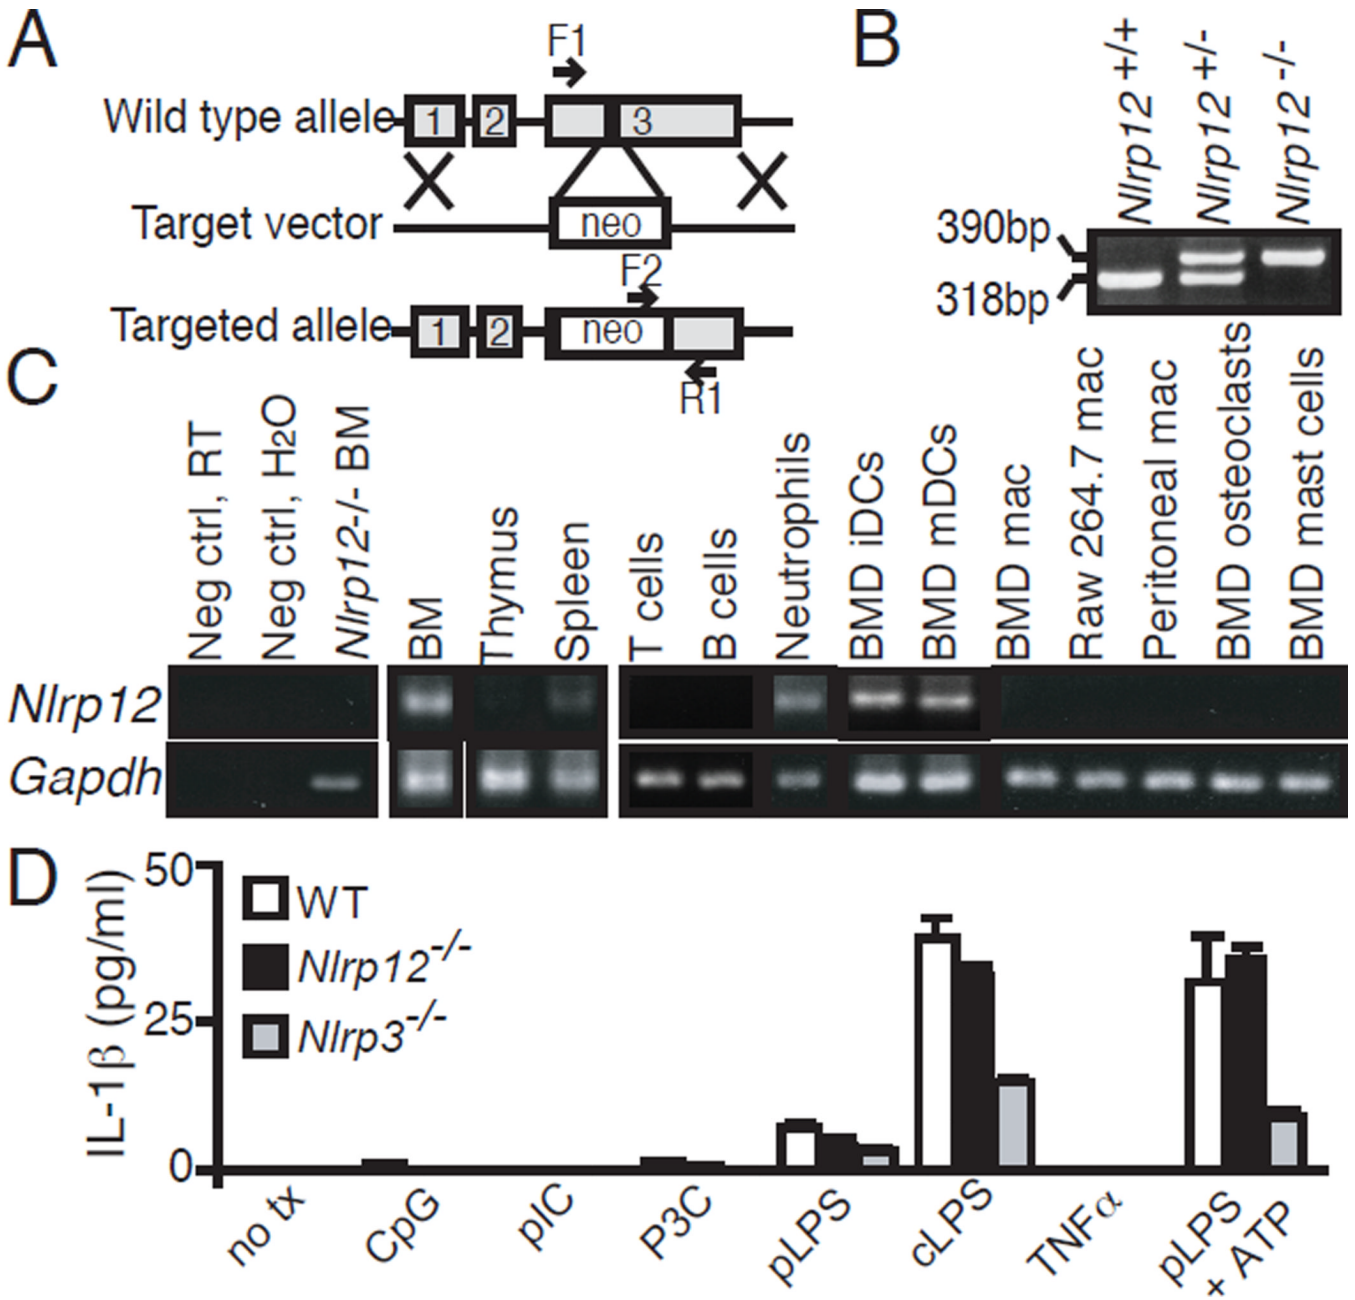 A
F1
Wild type allele
1
2
3
Target vector
neo
F2
Targeted allele
1
2
neo
R1
B
Nlrp12 +/+
Nlrp12 +/-
Nlrp12 -/-
390bp
318bp
C
Neg ctrl, RT
Neg ctrl, H2O
Nlrp12-/- BM
BM
Thymus
Spleen
T cells
B cells
Neutrophils
BMD iDCs
BMD mDCs
BMD mac
Raw 264.7 mac
Peritoneal mac
BMD osteoclasts
BMD mast cells
Nlrp12
Gapdh
D
IL-1β (pg/ml)
50
25
0
WT
Nlrp12-/-
Nlrp3-/-
no tx
CpG
pIC
P3C
pLPS
cLPS
TNFα
pLPS
+ ATP